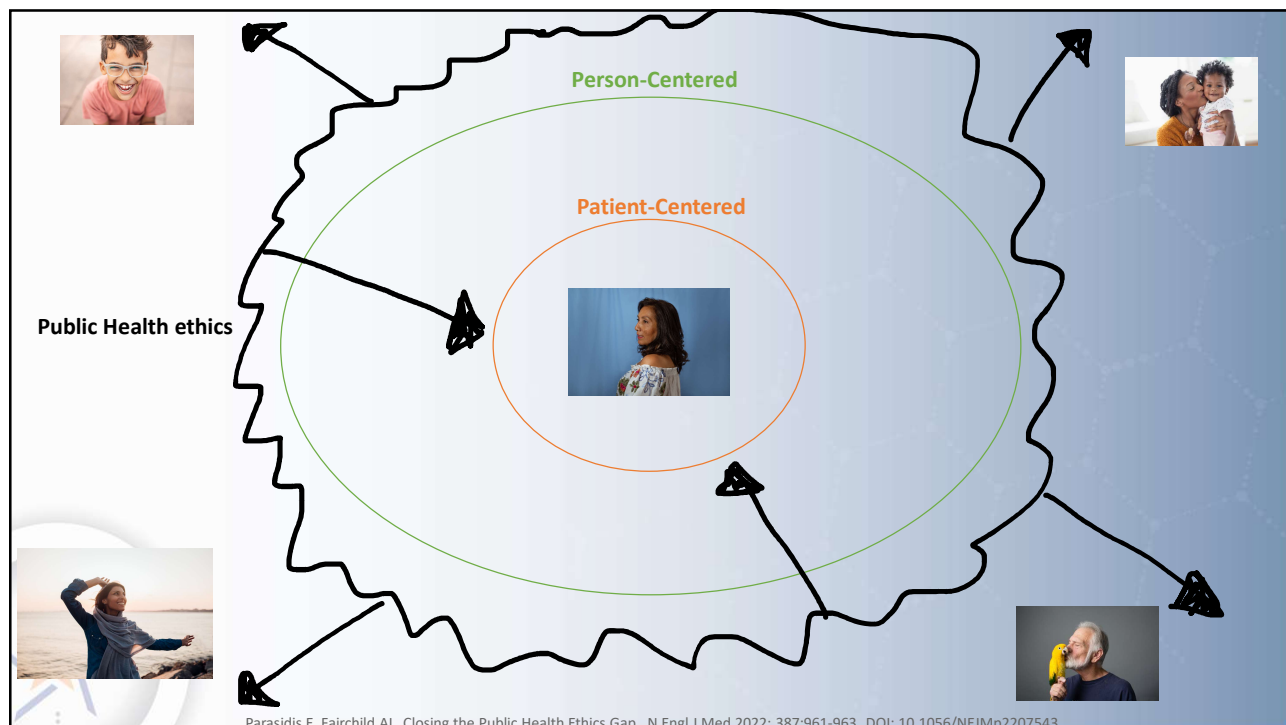 Person-Centered
Patient-Centered
Public Health ethics
Parasidis E, Fairchild AL. Closing the Public Health Ethics Gap. N Engl J Med 2022; 387:961-963. DOI: 10.1056/NEJMp2207543